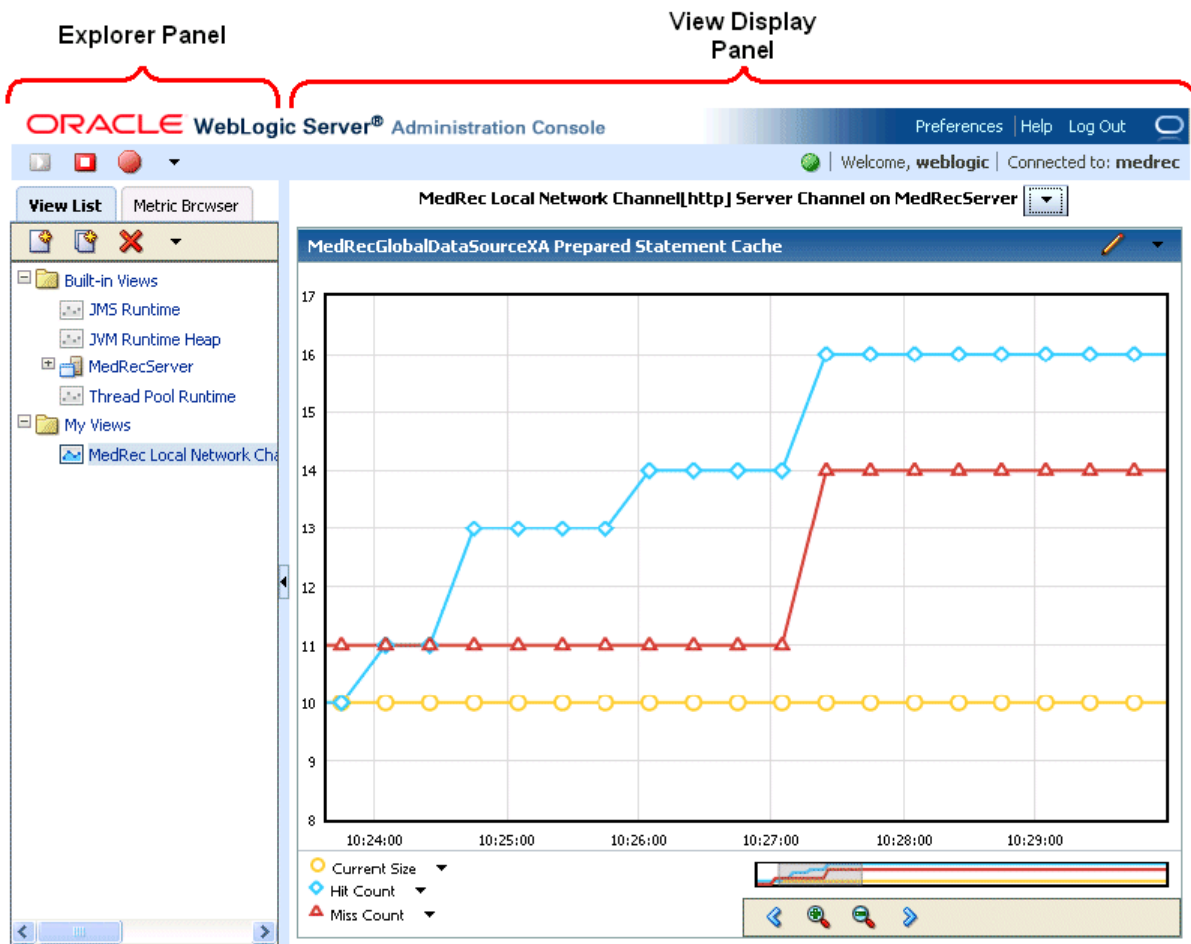 Explorer Panel
View Display
Panel
ORACLE WebLogic Server® Administration Console
Preferences | Help Log Out
Welcome, weblogic | Connected to: medrec
View List
Metric Browser
MedRec Local Network Channel[http] Server Channel on MedRecServer
MedRecGlobalDataSourceXA Prepared Statement Cache
Built-in Views
JMS Runtime
JVM Runtime Heap
MedRecServer
Thread Pool Runtime
My Views
MedRec Local Network Cha
17
16
15
14
13
12
11
10
9
8
10:24:00 10:25:00 10:26:00 10:27:00 10:28:00 10:29:00
Current Size
Hit Count
Miss Count